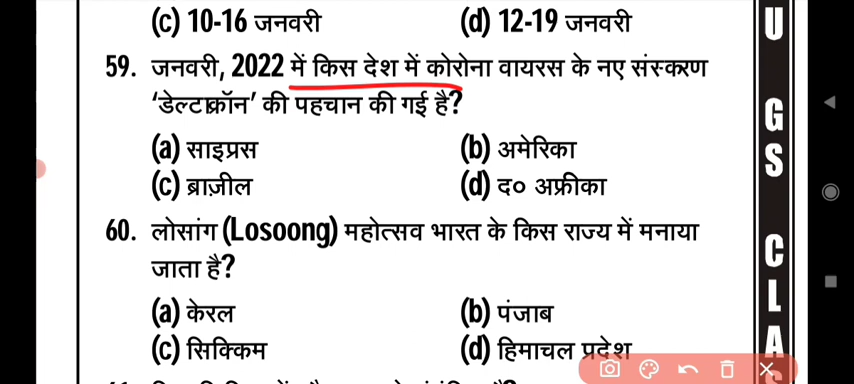 (c) 10-16 जनवरी (d) 12-19 जनवरी
59. जनवरी, 2022 में किस देश में कोरोना वायरस के नए संस्करण
‘डेल्टाक्रॉन’ की पहचान की गई है?
(a) साइप्रस (b) अमेरिका
(c) ब्राज़ील (d) द० अफ्रीका
60. लोसांग (Losoong) महोत्सव भारत के किस राज्य में मनाया
जाता है?
(a) केरल (b) पंजाब
(c) सिक्किम (d) हिमाचल प्रदेश
U
G
S
C
L
A